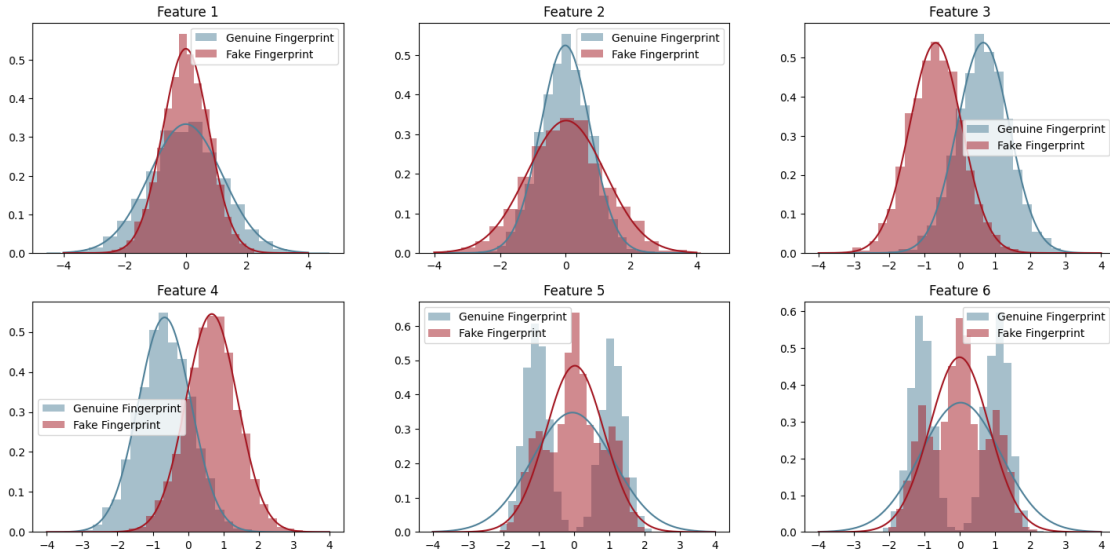 Feature 1
Genuine Fingerprint
Fake Fingerprint
0.5
0.4
0.3
0.2
0.1
0.0
−4 −2 0 2 4
Feature 2
Genuine Fingerprint
Fake Fingerprint
0.5
0.4
0.3
0.2
0.1
0.0
−4 −2 0 2 4
Feature 3
Genuine Fingerprint
Fake Fingerprint
0.5
0.4
0.3
0.2
0.1
0.0
−4 −3 −2 −1 0 1 2 3 4
Feature 4
Genuine Fingerprint
Fake Fingerprint
0.5
0.4
0.3
0.2
0.1
0.0
−4 −3 −2 −1 0 1 2 3 4
Feature 5
Genuine Fingerprint
Fake Fingerprint
0.6
0.5
0.4
0.3
0.2
0.1
0.0
−4 −3 −2 −1 0 1 2 3 4
Feature 6
Genuine Fingerprint
Fake Fingerprint
0.6
0.5
0.4
0.3
0.2
0.1
0.0
−4 −3 −2 −1 0 1 2 3 4